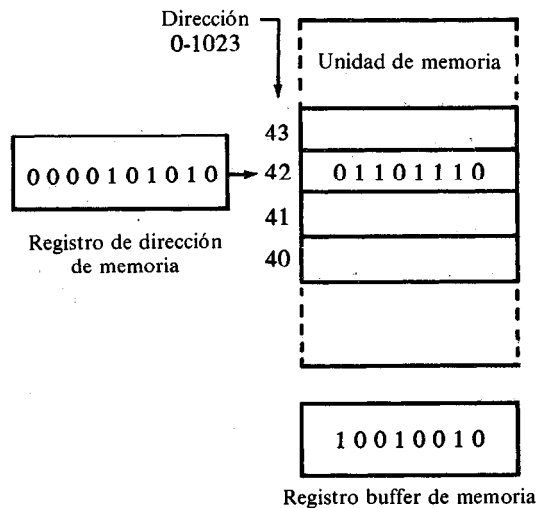 Dirección
0-1023
Unidad de memoria
43
0000101010
42
01101110
41
Registro de dirección
de memoria
40
10010010
Registro buffer de memoria